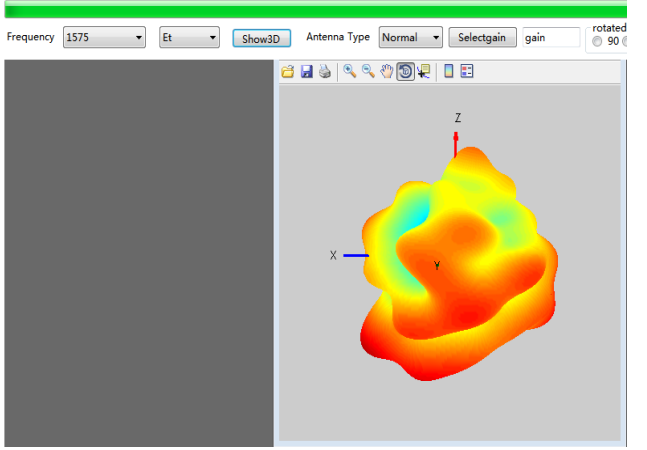 rotated
Frequency 1575 Et Show3D Antenna Type Normal Selectgain gain 90
Z
X
Y